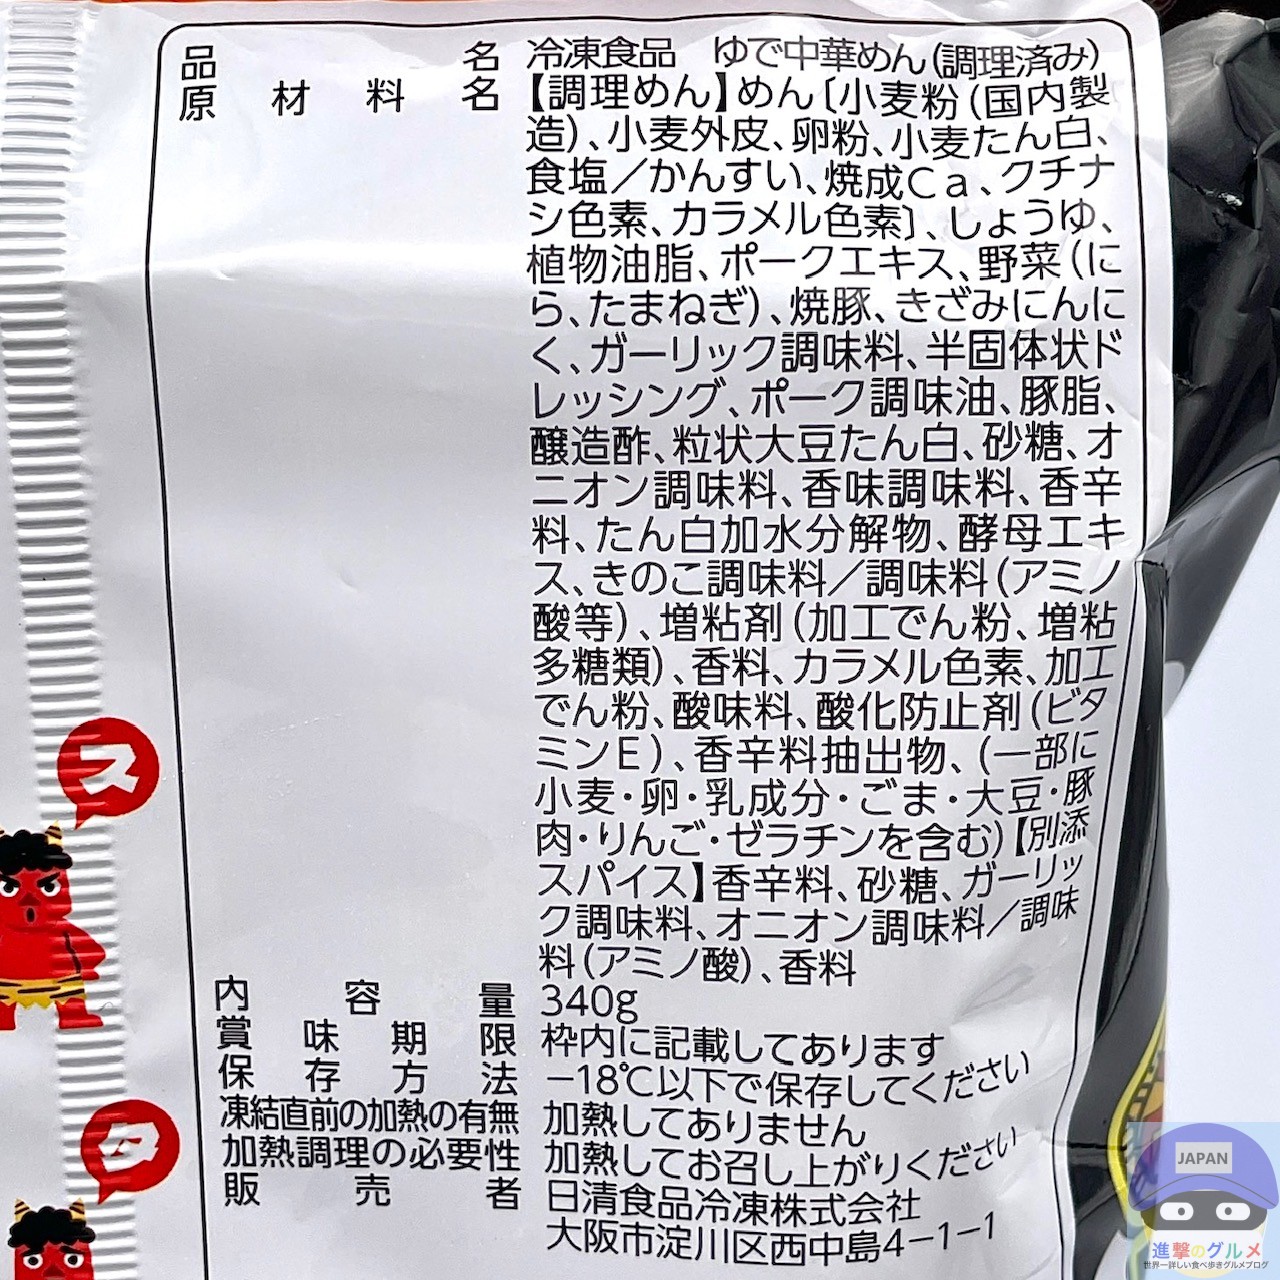 品名 冷凍食品 ゆで中華めん(調理済み)
原材料名 【調理めん】めん〔小麦粉(国内製
造)、小麦外皮、卵粉、小麦たん白、
食塩／かんすい、焼成Ca、クチナ
シ色素、カラメル色素〕、しょうゆ、
植物油脂、ポークエキス、野菜(に
ら、たまねぎ)、焼豚、きざみにんに
く、ガーリック調味料、半固体状ド
レッシング、ポーク調味油、豚脂、
醸造酢、粒状大豆たん白、砂糖、オ
ニオン調味料、香味調味料、香辛
料、たん白加水分解物、酵母エキ
ス、きのこ調味料／調味料(アミノ
酸等)、増粘剤(加工でん粉、増粘
多糖類)、香料、カラメル色素、加工
でん粉、酸味料、酸化防止剤(ビタ
ミンE)、香辛料抽出物、(一部に
小麦・卵・乳成分・ごま・大豆・豚
肉・りんご・ゼラチンを含む)【別添
スパイス】香辛料、砂糖、ガーリッ
ク調味料、オニオン調味料／調味
料(アミノ酸)、香料
内容量 340g
賞味期限 枠内に記載してあります
保存方法 −18℃以下で保存してください
凍結直前の加熱の有無 加熱してありません
加熱調理の必要性 加熱してお召し上がりください
販売者 日清食品冷凍株式会社
大阪市淀川区西中島4-1-1
ス
タ
JAPAN
進撃のグルメ
世界一詳しい食べ歩きグルメブログ